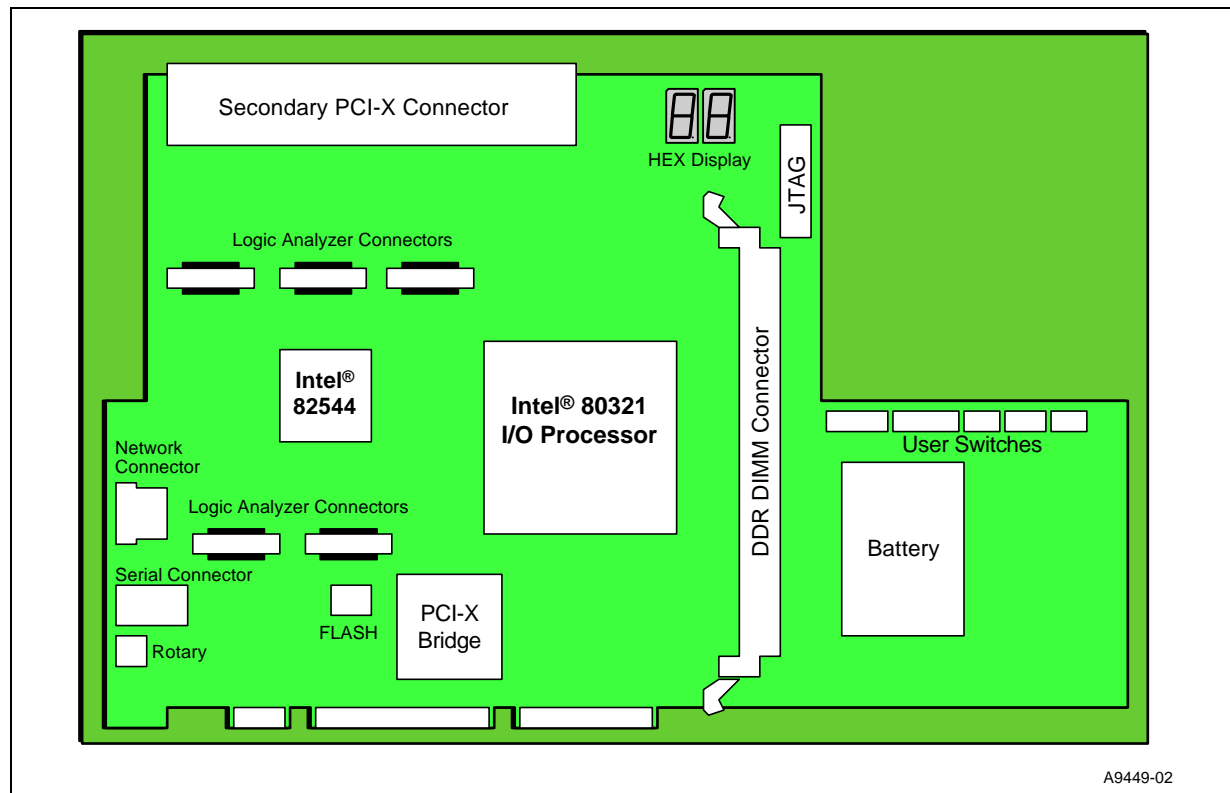 Secondary PCI-X Connector
HEX Display
JTAG
Logic Analyzer Connectors
Intel®
82544
Intel® 80321
I/O Processor
DDR DIMM Connector
User Switches
Network
Connector
Logic Analyzer Connectors
Battery
Serial Connector
FLASH
PCI-X
Bridge
Rotary
A9449-02